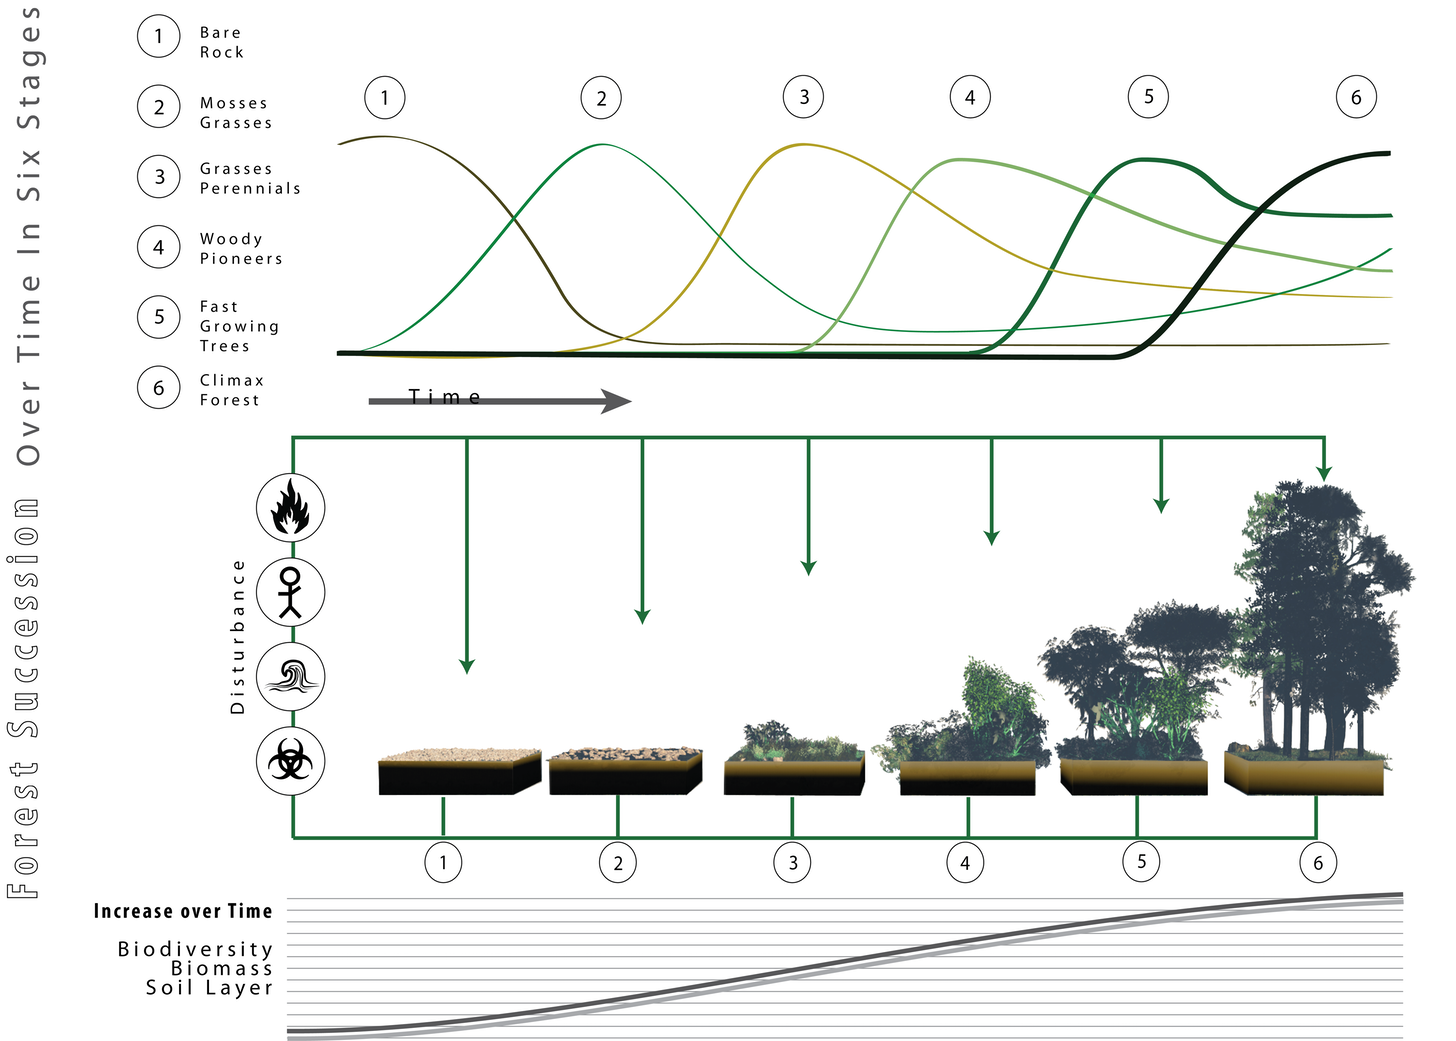 Forest Succession Over Time In Six Stages
1
Bare
Rock
2
Mosses
Grasses
3
Grasses
Perennials
4
Woody
Pioneers
5
Fast
Growing
Trees
6
Climax
Forest
1 2 3 4 5 6
Time
Disturbance
1 2 3 4 5 6
Increase over Time
Biodiversity
Biomass
Soil Layer